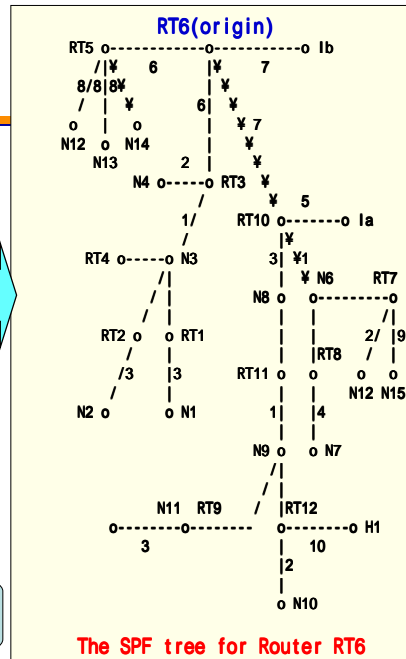 RT6(origin)
RT5 o------------o------------o Ib
/|¥ 6 |¥ 7
8/8|8¥ | ¥
/ | ¥ 6| ¥
o | o | ¥ 7
N12 o N14 | ¥
N13 2 | ¥
N4 o-----o RT3 ¥
/ ¥ 5
1/ RT10 o-------o Ia
/ |¥
RT4 o-----o N3 3| ¥1
/| | ¥ N6 RT7
/ | N8 o o---------o
/ | | | /|
RT2 o o RT1 | | 2/ |9
/ | | |RT8 / |
/3 |3 RT11 o o o o
/ | | | N12 N15
N2 o o N1 1| |4
| |
N9 o o N7
/|
/ |
N11 RT9 / |RT12
o--------o-------- o--------o H1
3 | 10
|2
|
o N10
The SPF tree for Router RT6